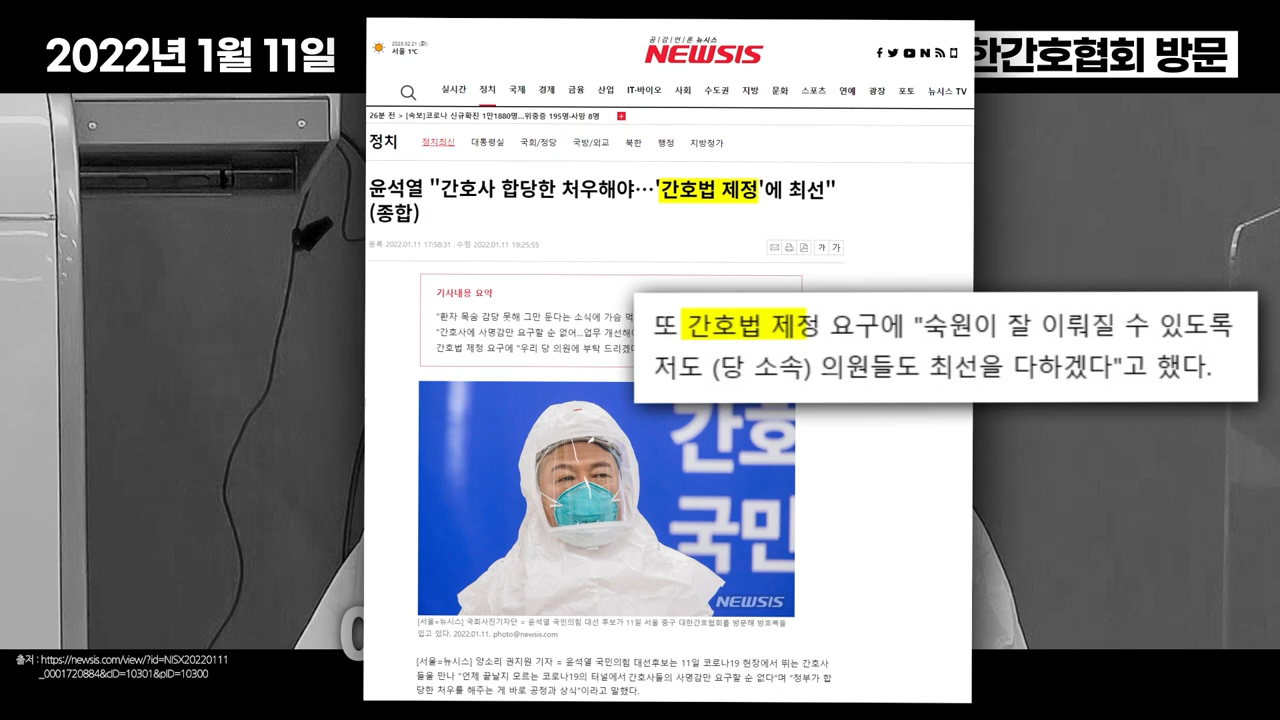 2022년 1월 11일
한간호협회 방문
2023.02.21 (화)
서울 1℃
공|감|언|론 뉴시스
NEWSIS
실시간 정치 국제 경제 금융 산업 IT·바이오 사회 수도권 지방 문화 스포츠 연예 광장 포토 뉴시스 TV
26분 전 > [속보]코로나 신규확진 1만1880명…위중증 195명·사망 8명
정치 정치최신 대통령실 국회/정당 국방/외교 북한 행정 지방정가
윤석열 "간호사 합당한 처우해야…'간호법 제정'에 최선"
(종합)
등록 2022.01.11 17:58:31 수정 2022.01.11 19:25:55
가 가
기사내용 요약
"환자 목숨 감당 못해 그만 둔다는 소식에 가슴 먹
"간호사에 사명감만 요구할 순 없어…업무 개선해야
간호법 제정 요구에 "우리 당 의원에 부탁 드리겠다
또 간호법 제정 요구에 "숙원이 잘 이뤄질 수 있도록
저도 (당 소속) 의원들도 최선을 다하겠다"고 했다.
간호
국민
NEWSIS
[서울=뉴시스] 국회사진기자단 = 윤석열 국민의힘 대선 후보가 11일 서울 중구 대한간호협회를 방문해 방호복을
입고 있다. 2022.01.11. photo@newsis.com
[서울=뉴시스] 양소리 권지원 기자 = 윤석열 국민의힘 대선후보는 11일 코로나19 현장에서 뛰는 간호사
들을 만나 "언제 끝날지 모르는 코로나19의 터널에서 간호사들의 사명감만 요구할 순 없다"며 "정부가 합
당한 처우를 해주는 게 바로 공정과 상식"이라고 말했다.
출처 : https://newsis.com/view/?id=NISX20220111
_0001720884&cID=10301&pID=10300